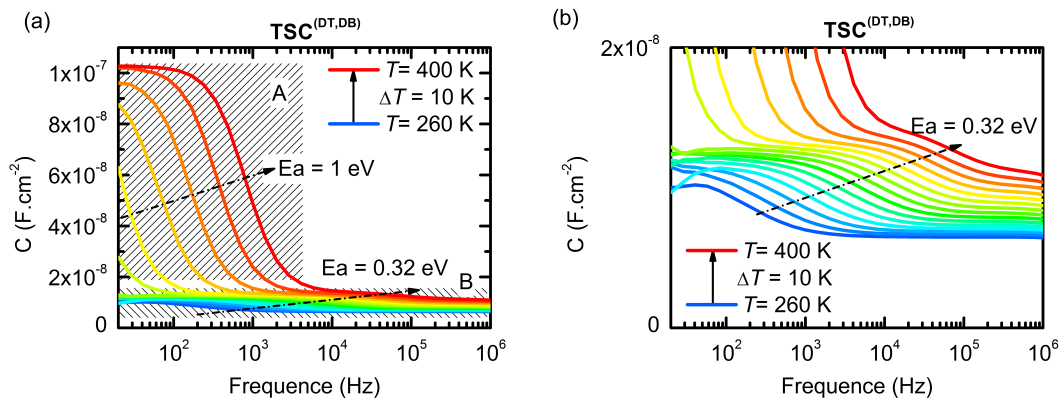 (a)
TSC(DT,DB)
1x10-7
8x10-8
6x10-8
4x10-8
2x10-8
0
C (F.cm-2)
A
T= 400 K
ΔT = 10 K
T= 260 K
Ea = 1 eV
Ea = 0.32 eV
B
10² 10³ 10⁴ 10⁵ 10⁶
Frequence (Hz)
(b)
TSC(DT,DB)
2x10-8
0
C (F.cm-2)
Ea = 0.32 eV
T= 400 K
ΔT = 10 K
T= 260 K
10² 10³ 10⁴ 10⁵ 10⁶
Frequence (Hz)